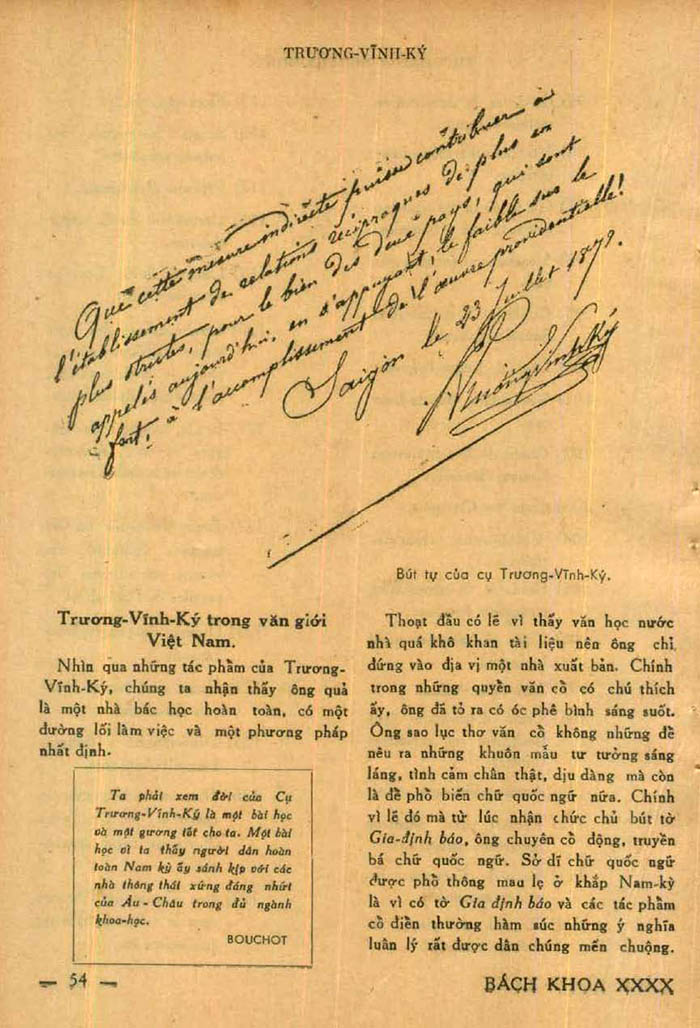 TRƯƠNG-VĨNH-KÝ
Que cette mesure indirecte puisse contribuer à
l'établissement de relations réciproques de plus en
plus strictes, pour le bien des deux pays, qui sont
appelés aujourd'hui, en s'appuyant, le faible sur le
fort, à l'accomplissement de l'œuvre providentielle!
Saigon le 23 Juillet 187
Trương Vĩnh Ký
Bút tự của cụ Trương-Vĩnh-Ký.
Trương-Vĩnh-Ký trong văn giới
Việt Nam.
Nhìn qua những tác phẩm của Trương-
Vĩnh-Ký, chúng ta nhận thấy ông quả
là một nhà bác học hoàn toàn, có một
đường lối làm việc và một phương pháp
nhất định.
Ta phải xem đời của Cụ
Trương-Vĩnh-Ký là một bài học
và một gương tốt cho ta. Một bài
học vì ta thấy người dân hoàn
toàn Nam kỳ ấy sánh kịp với các
nhà thông thái xứng đáng nhứt
của Âu-Châu trong đủ ngành
khoa-học.
BOUCHOT
Thoạt đầu có lẽ vì thấy văn học nước
nhà quá khô khan tài liệu nên ông chỉ
đứng vào địa vị một nhà xuất bản. Chính
trong những quyển văn cổ có chú thích
ấy, ông đã tỏ ra có óc phê bình sáng suốt.
Ông sao lục thơ văn cổ không những để
nêu ra những khuôn mẫu tư tưởng sáng
láng, tình cảm chân thật, dịu dàng mà còn
là để phổ biến chữ quốc ngữ nữa. Chính
vì lẽ đó mà từ lúc nhận chức chủ bút tờ
Gia-định báo, ông chuyên cổ động, truyền
bá chữ quốc ngữ. Sở dĩ chữ quốc ngữ
được phổ thông mau lẹ ở khắp Nam-kỳ
là vì có tờ Gia định báo và các tác phẩm
cổ điển thường hàm súc những ý nghĩa
luân lý rất được dân chúng mến chuộng.
— 54 —
BÁCH KHOA XXXX